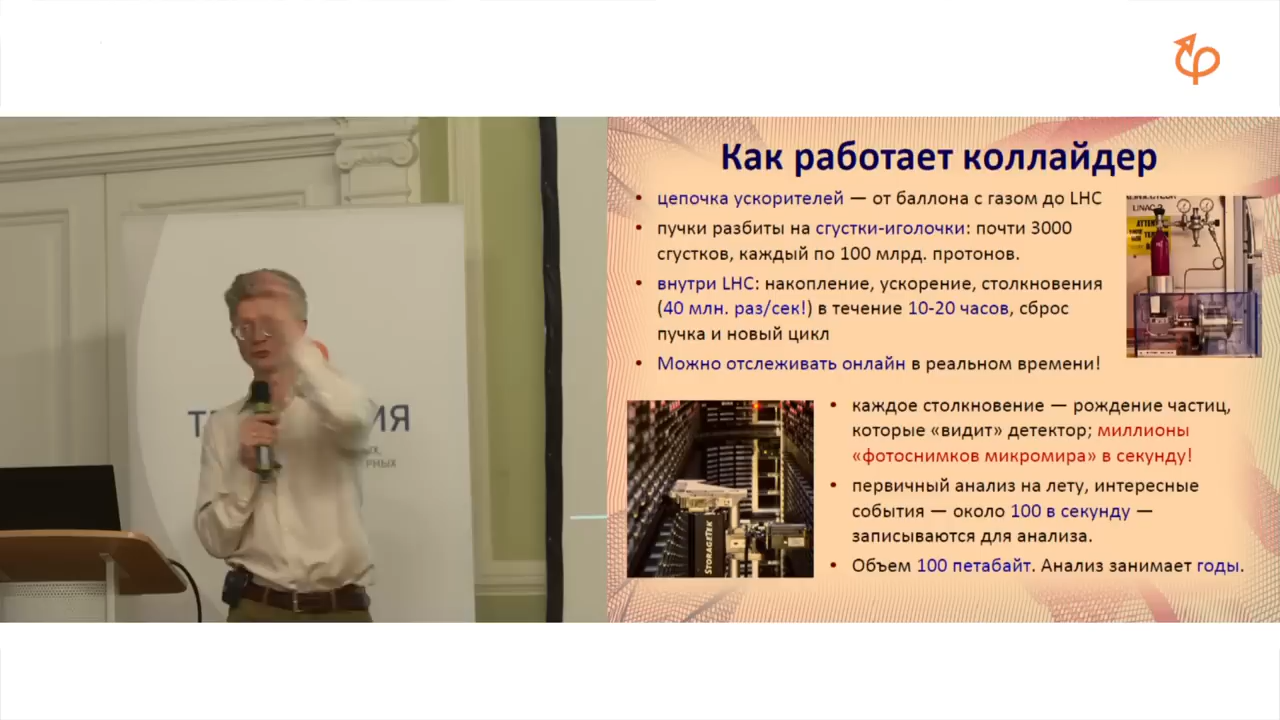 Как работает коллайдер
цепочка ускорителей — от баллона с газом до LHC
пучки разбиты на сгустки-иголочки: почти 3000
сгустков, каждый по 100 млрд. протонов.
внутри LHC: накопление, ускорение, столкновения
(40 млн. раз/сек!) в течение 10-20 часов, сброс
пучка и новый цикл
Можно отслеживать онлайн в реальном времени!
каждое столкновение — рождение частиц,
которые «видит» детектор; миллионы
«фотоснимков микромира» в секунду!
первичный анализ на лету, интересные
события — около 100 в секунду —
записываются для анализа.
Объем 100 петабайт. Анализ занимает годы.
STORAGETEK